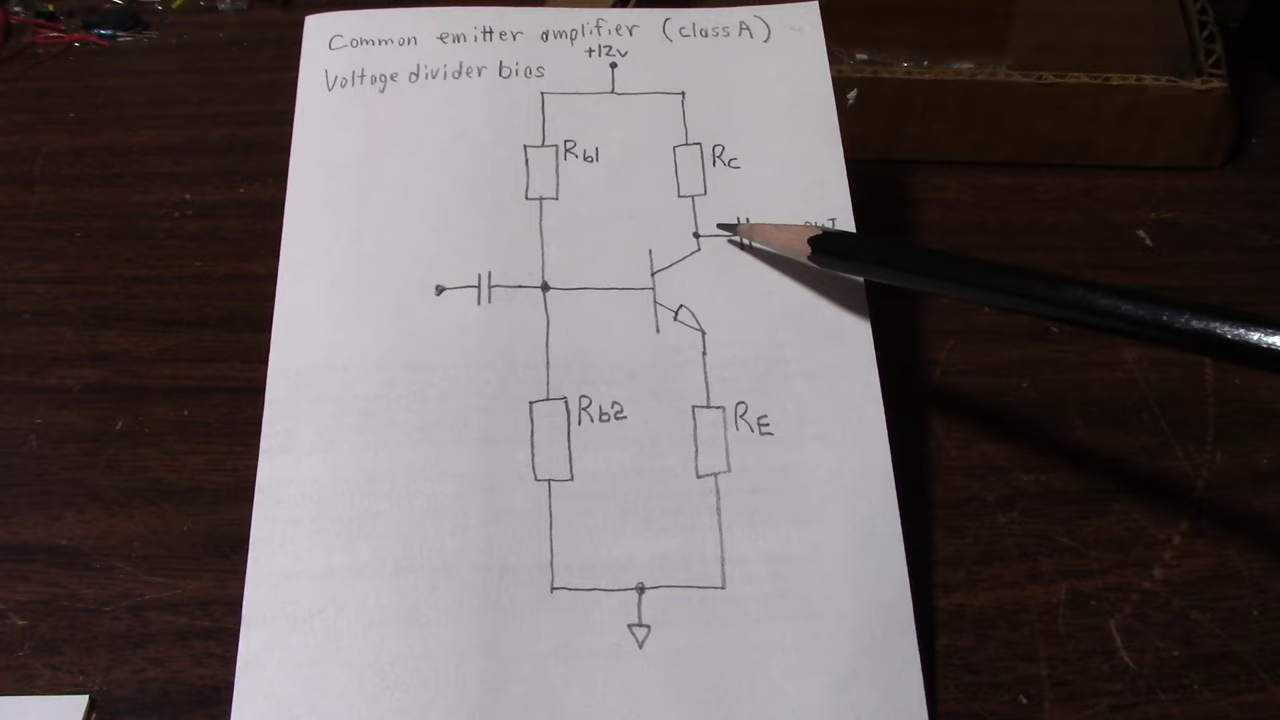 Common emitter amplifier (class A)
+12v
Voltage divider bias
Rb1
Rc
Rb2
RE